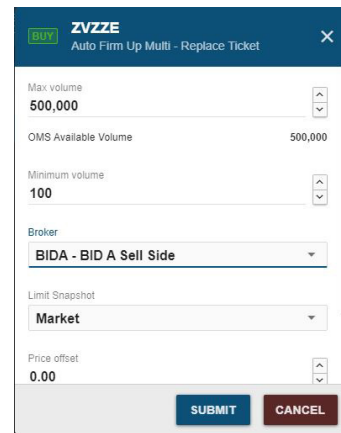 BUY
ZVZZE
Auto Firm Up Multi - Replace Ticket
Max volume
500,000
OMS Available Volume 500,000
Minimum volume
100
Broker
BIDA - BID A Sell Side
Limit Snapshot
Market
Price offset
0.00
SUBMIT CANCEL